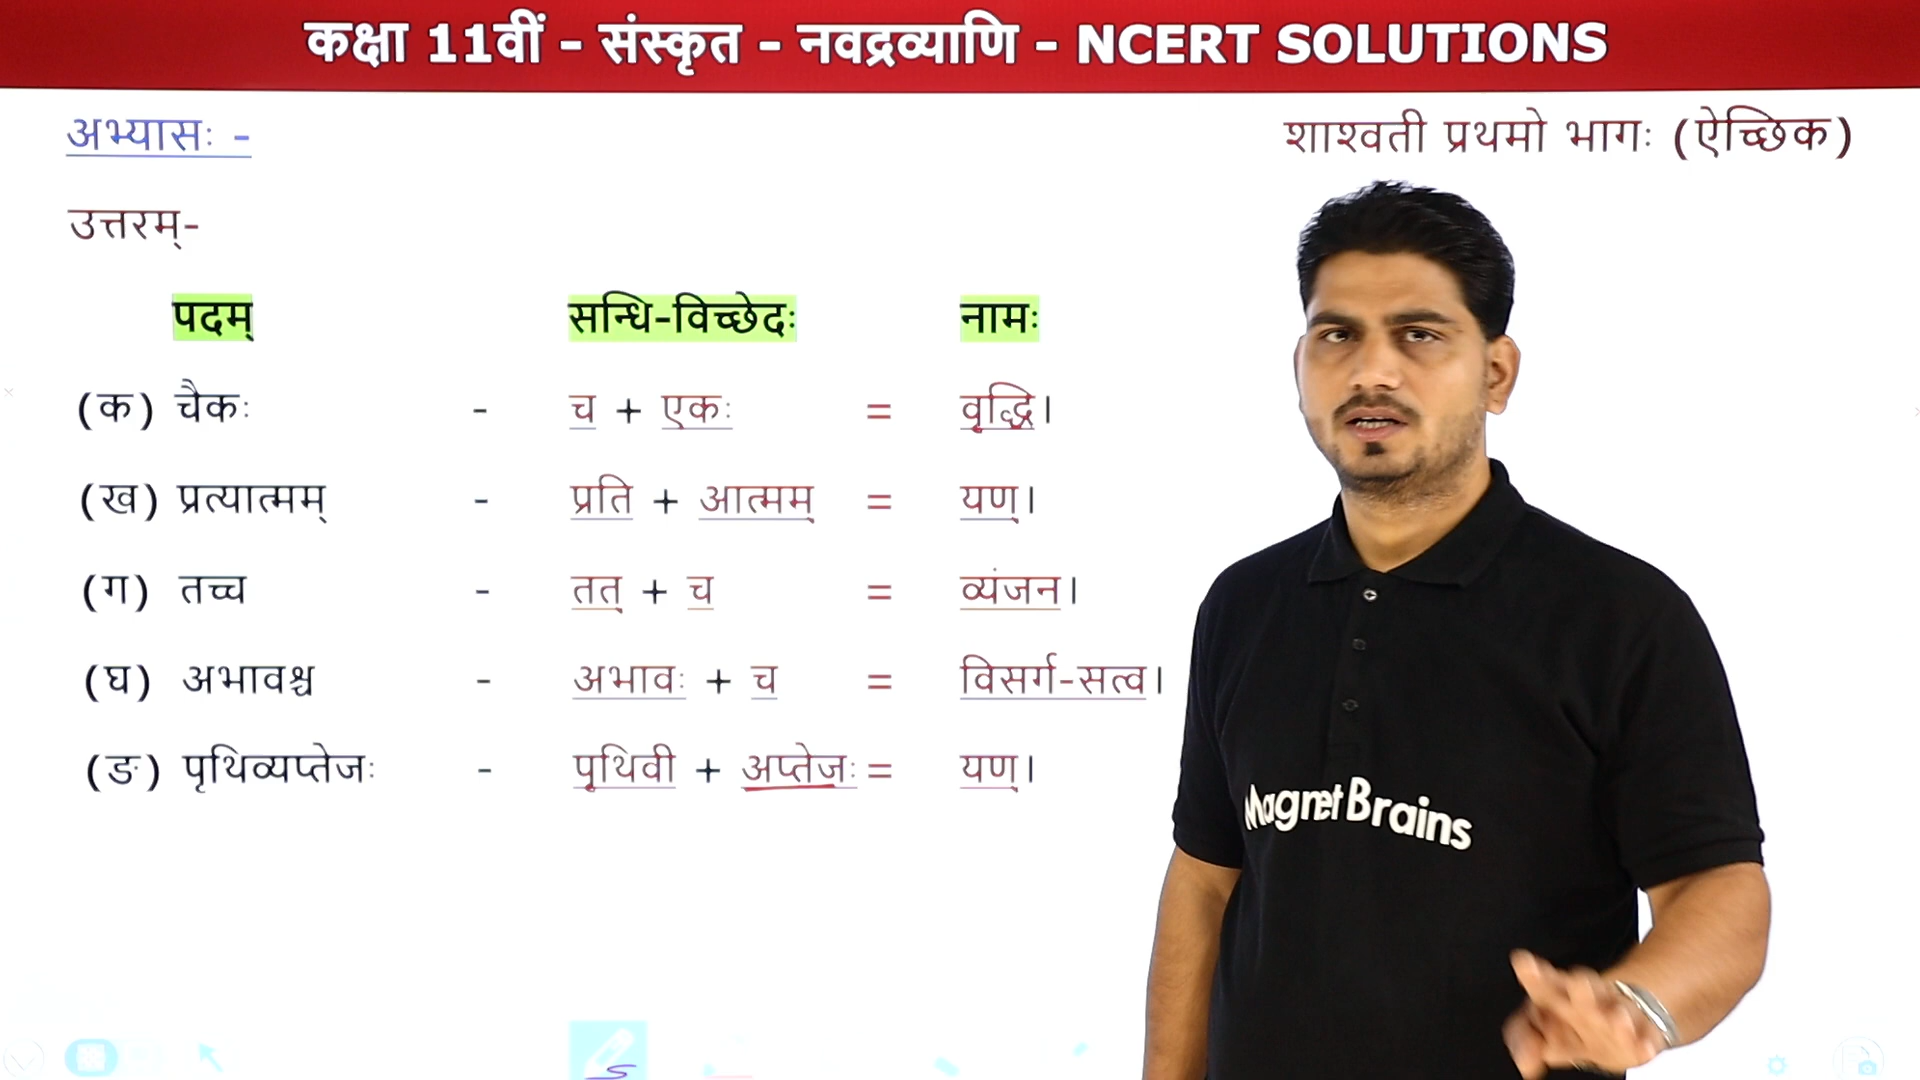 कक्षा 11वीं - संस्कृत - नवद्रव्याणि - NCERT SOLUTIONS
अभ्यासः - शाश्वती प्रथमो भागः (ऐच्छिक)
उत्तरम्-
पदम् सन्धि-विच्छेदः नामः
(क) चैकः - च + एकः = वृद्धि।
(ख) प्रत्यात्मम् - प्रति + आत्मम् = यण्।
(ग) तच्च - तत् + च = व्यंजन।
(घ) अभावश्च - अभावः + च = विसर्ग-सत्व।
(ङ) पृथिव्यप्तेजः - पृथिवी + अप्तेजः = यण्।
Magnet Brains